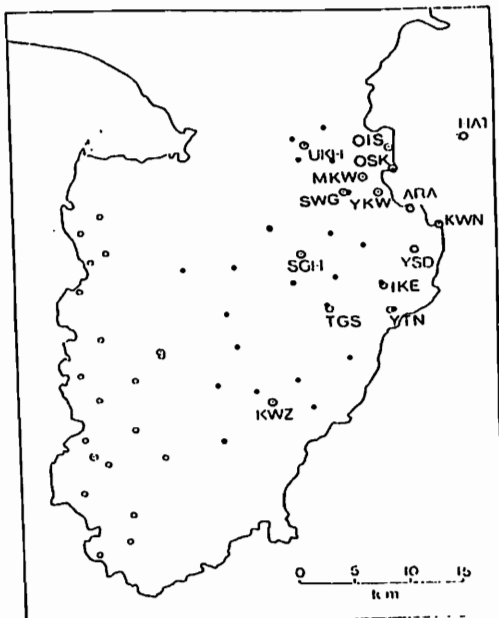 HAT
OIS
UKH
OSK
MKW
SWG YKW
ARA
KWN
SGH
YSD
IKE
TGS
YTN
KWZ
0 5 10 15
km